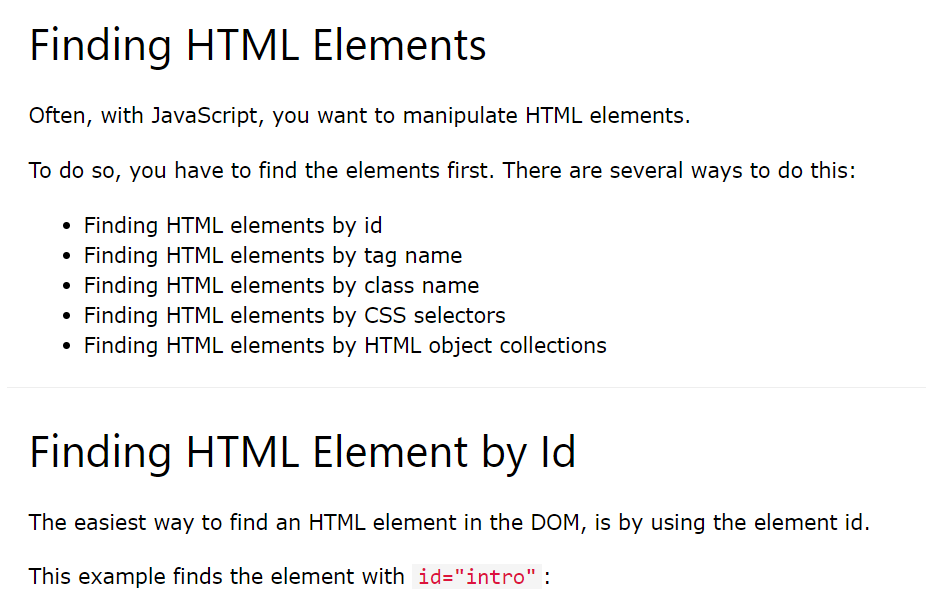 Finding HTML Elements
Often, with JavaScript, you want to manipulate HTML elements.
To do so, you have to find the elements first. There are several ways to do this:
• Finding HTML elements by id
• Finding HTML elements by tag name
• Finding HTML elements by class name
• Finding HTML elements by CSS selectors
• Finding HTML elements by HTML object collections
Finding HTML Element by Id
The easiest way to find an HTML element in the DOM, is by using the element id.
This example finds the element with id="intro":